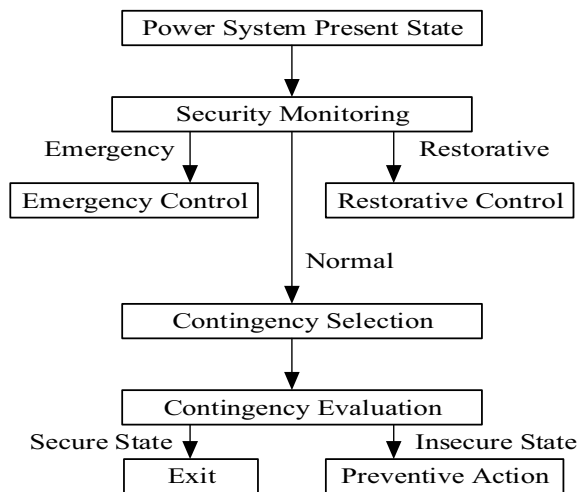 Power System Present State
Security Monitoring
Emergency
Restorative
Emergency Control
Restorative Control
Normal
Contingency Selection
Contingency Evaluation
Secure State
Insecure State
Exit
Preventive Action